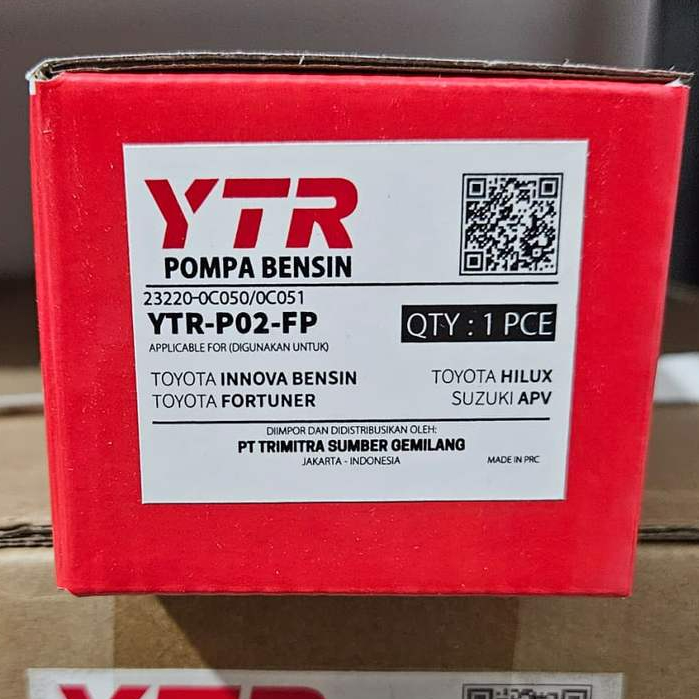 YTR
POMPA BENSIN
23220-0C050/0C051
YTR-P02-FP
QTY : 1 PCE
APPLICABLE FOR (DIGUNAKAN UNTUK)
TOYOTA INNOVA BENSIN
TOYOTA HILUX
TOYOTA FORTUNER
SUZUKI APV
DIIMPOR DAN DIDISTRIBUSIKAN OLEH:
PT TRIMITRA SUMBER GEMILANG
JAKARTA - INDONESIA
MADE IN PRC
YTR